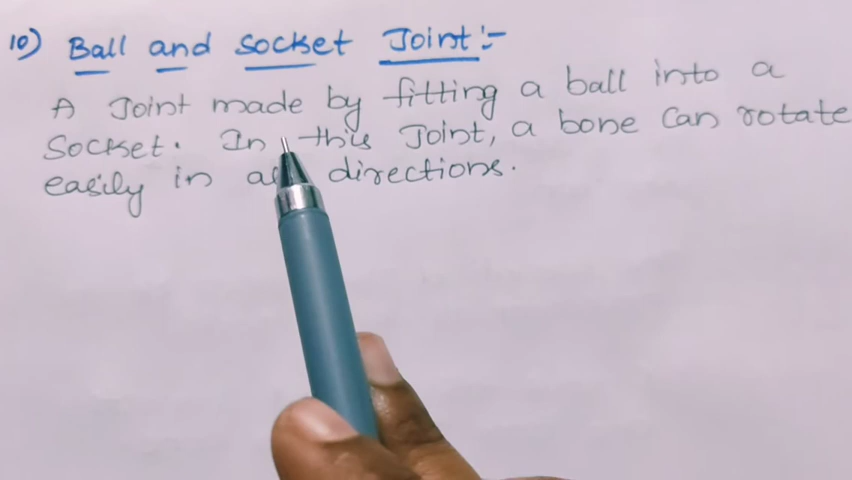 10) Ball and Socket Joint :-
A Joint made by fitting a ball into a
Socket. In this Joint, a bone can rotate
easily in directions.